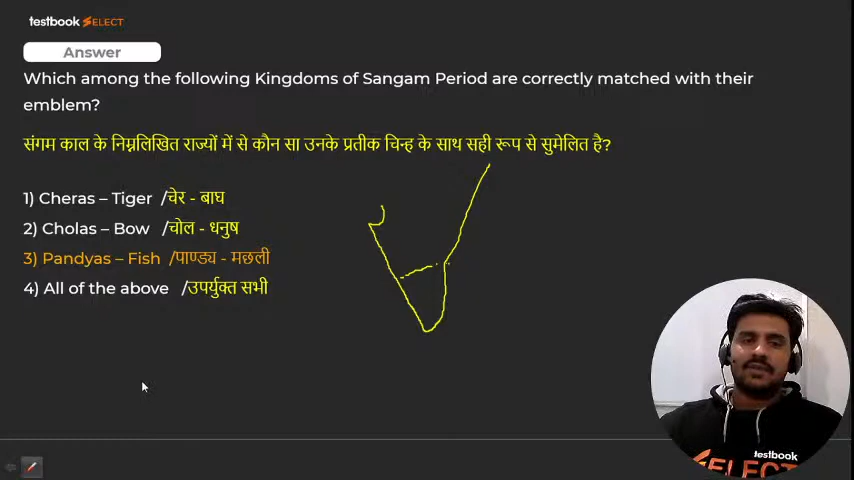 testbook SELECT
Answer
Which among the following Kingdoms of Sangam Period are correctly matched with their
emblem?
संगम काल के निम्नलिखित राज्यों में से कौन सा उनके प्रतीक चिन्ह के साथ सही रूप से सुमेलित है?
1) Cheras – Tiger /चेर - बाघ
2) Cholas – Bow /चोल - धनुष
3) Pandyas – Fish /पाण्ड्य - मछली
4) All of the above /उपर्युक्त सभी
testbook
SELECT